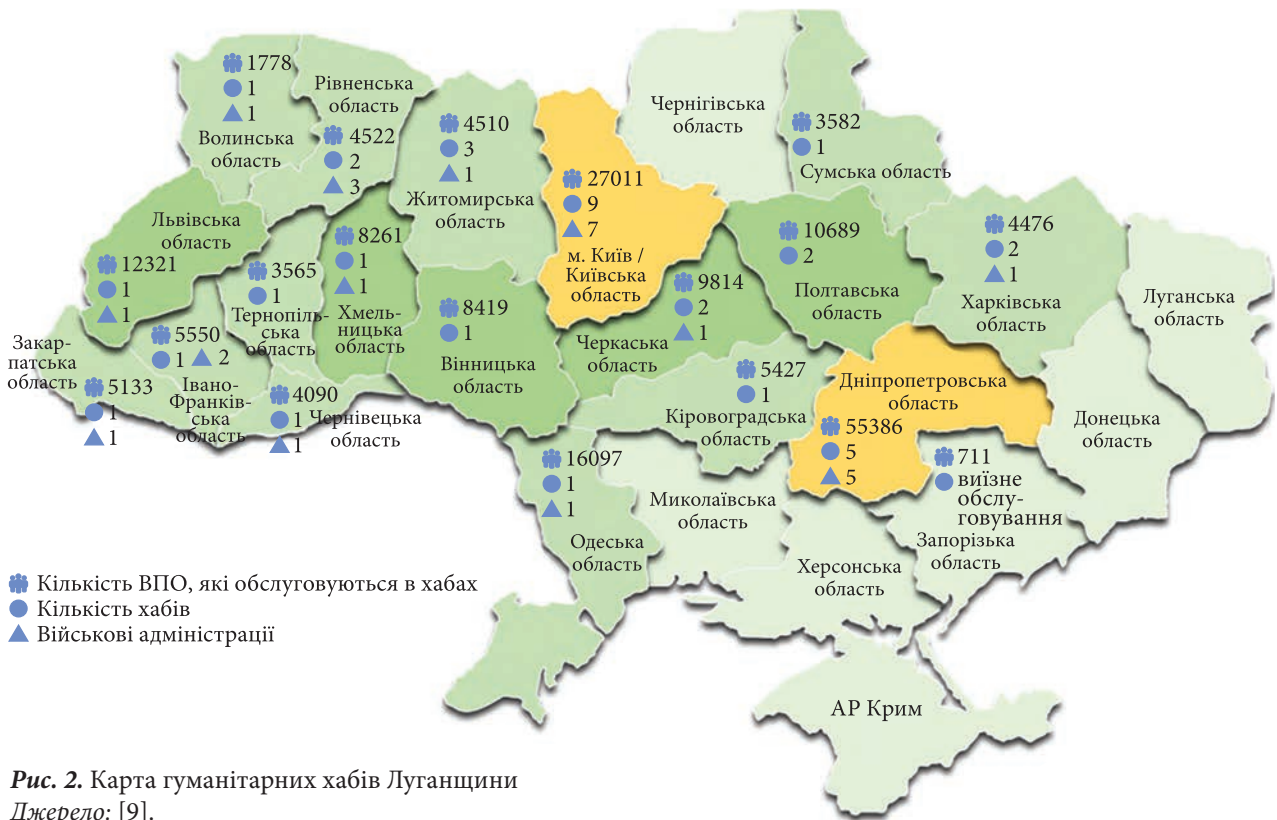 1778
1
1
Волинська
область
Рівненська
область
4522
2
3
4510
3
1
Житомирська
область
27011
9
7
м. Київ /
Київська
область
Чернігівська
область
3582
1
Сумська область
Львівська
область
12321
1
1
3565
1
Тернопіль-
ська
область
8261
1
1
Хмель-
ницька
область
8419
1
Вінницька
область
9814
2
1
Черкаська
область
10689
2
Полтавська
область
4476
2
1
Харківська
область
Луганська
область
Закар-
патська
область
5133
1
1
5550
1 2
Івано-
Франків-
ська
область
4090
1
1
Чернівецька
область
5427
1
Кіровоградська
область
Дніпропетровська
область
55386
5
5
Донецька
область
711
виїзне
обслу-
говування
Запорізька
область
16097
1
1
Одеська
область
Миколаївська
область
Херсонська
область
АР Крим
Кількість ВПО, які обслуговуються в хабах
Кількість хабів
Військові адміністрації
Рис. 2. Карта гуманітарних хабів Луганщини
Джерело: [9].